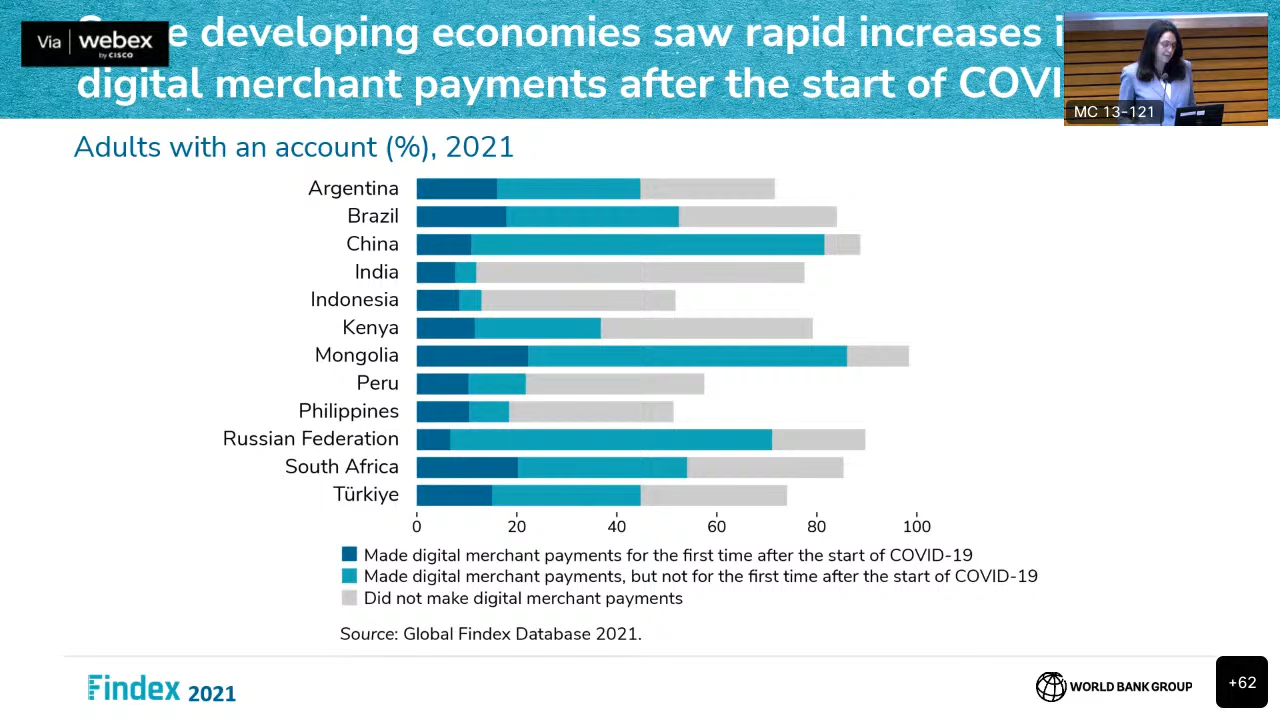 Via webex
by CISCO
developing economies saw rapid increases
digital merchant payments after the start of
MC 13-121
Adults with an account (%), 2021
Argentina
Brazil
China
India
Indonesia
Kenya
Mongolia
Peru
Philippines
Russian Federation
South Africa
Türkiye
0 20 40 60 80 100
Made digital merchant payments for the first time after the start of COVID-19
Made digital merchant payments, but not for the first time after the start of COVID-19
Did not make digital merchant payments
Source: Global Findex Database 2021.
Findex 2021
WORLD BANK GROUP
+62